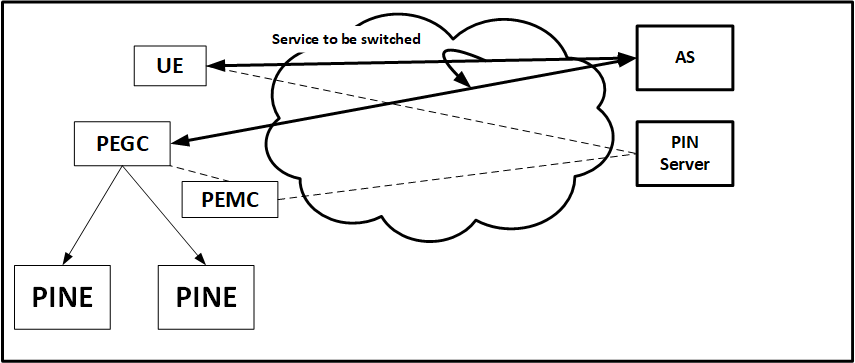 Service to be switched
UE
AS
PEGC
PIN
Server
PEMC
PINE
PINE